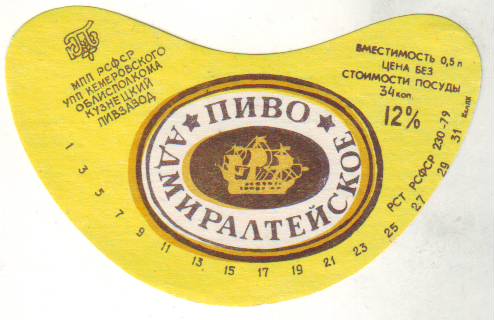 МПП РСФСР
УПП КЕМЕРОВСКОГО
ОБЛИСПОЛКОМА
КУЗНЕЦКИЙ
ПИВЗАВОД
ВМЕСТИМОСТЬ 0,5 л
ЦЕНА БЕЗ
СТОИМОСТИ ПОСУДЫ
34 коп.
12%
★ ПИВО ★
АДМИРАЛТЕЙСКОЕ
РСТ РСФСР 230-79
1 3 5 7 9 11 13 15 17 19 21 23 25 27 29 31